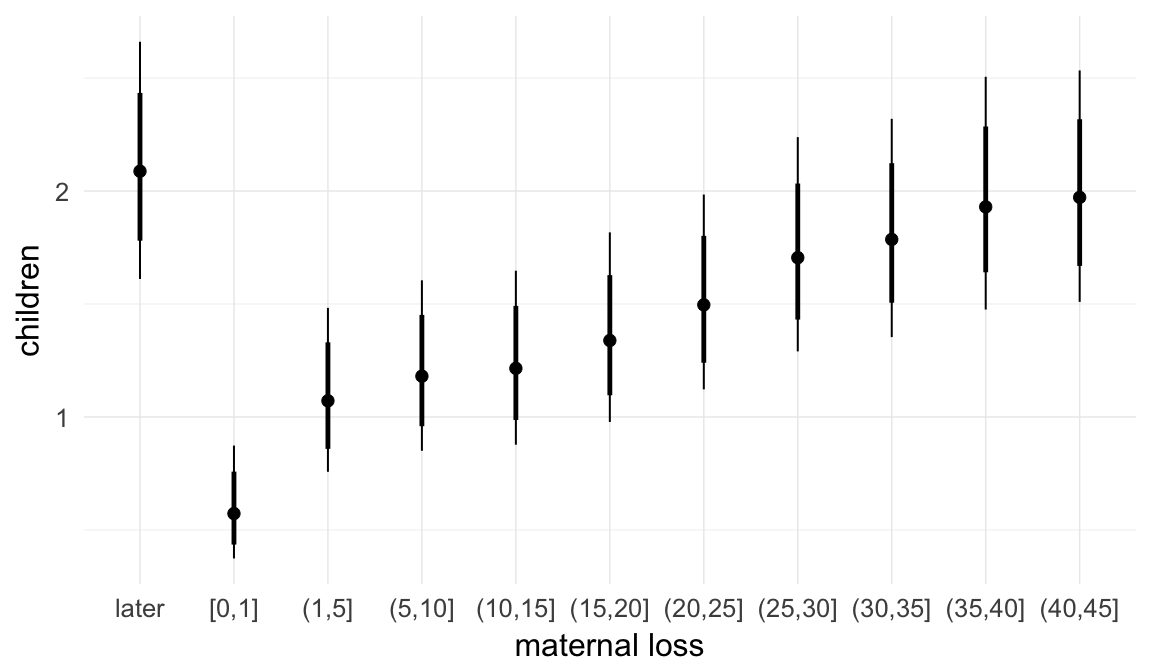 children
2
1
later [0,1] (1,5] (5,10] (10,15] (15,20] (20,25] (25,30] (30,35] (35,40] (40,45]
maternal loss